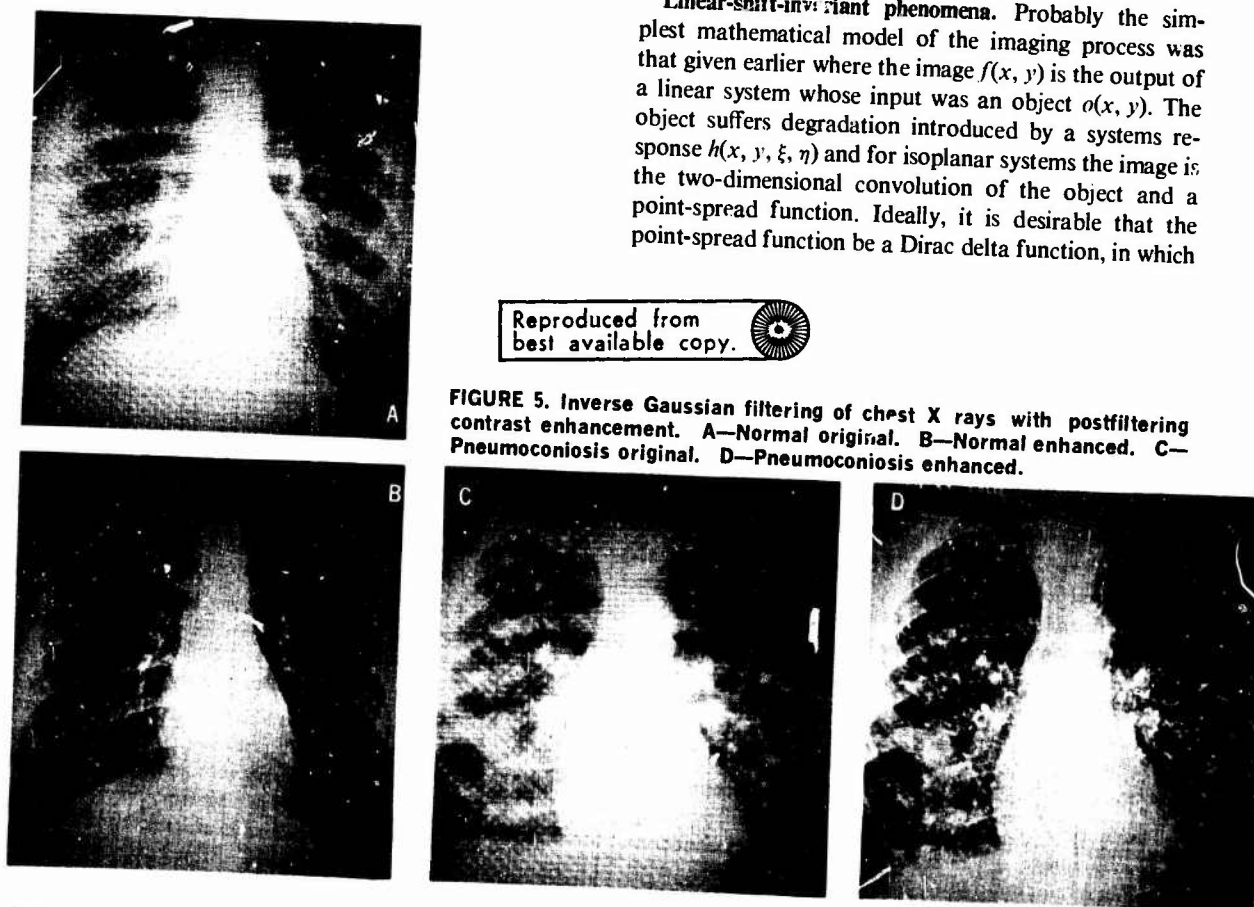 Linear-shift-invariant phenomena. Probably the sim-
plest mathematical model of the imaging process was
that given earlier where the image f(x, y) is the output of
a linear system whose input was an object o(x, y). The
object suffers degradation introduced by a systems re-
sponse h(x, y, ξ, η) and for isoplanar systems the image is
the two-dimensional convolution of the object and a
point-spread function. Ideally, it is desirable that the
point-spread function be a Dirac delta function, in which
Reproduced from
best available copy.
FIGURE 5. Inverse Gaussian filtering of chest X rays with postfiltering
contrast enhancement. A—Normal original. B—Normal enhanced. C—
Pneumoconiosis original. D—Pneumoconiosis enhanced.
A
B
C
D